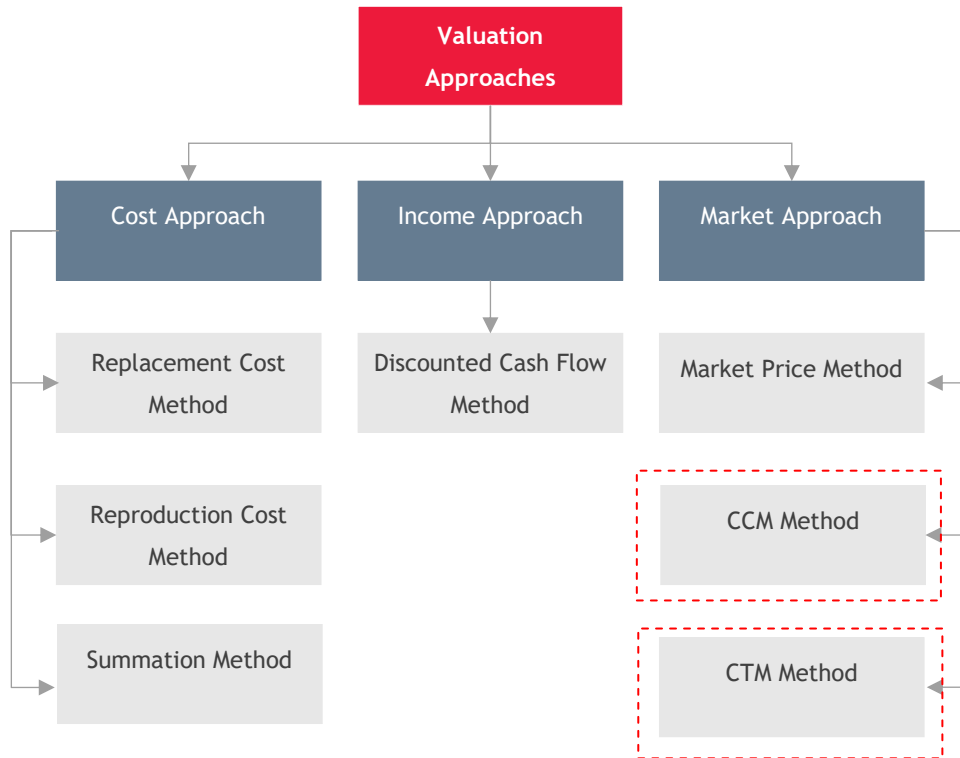 Valuation
Approaches
Cost Approach
Income Approach
Market Approach
Replacement Cost
Method
Discounted Cash Flow
Method
Market Price Method
Reproduction Cost
Method
CCM Method
Summation Method
CTM Method